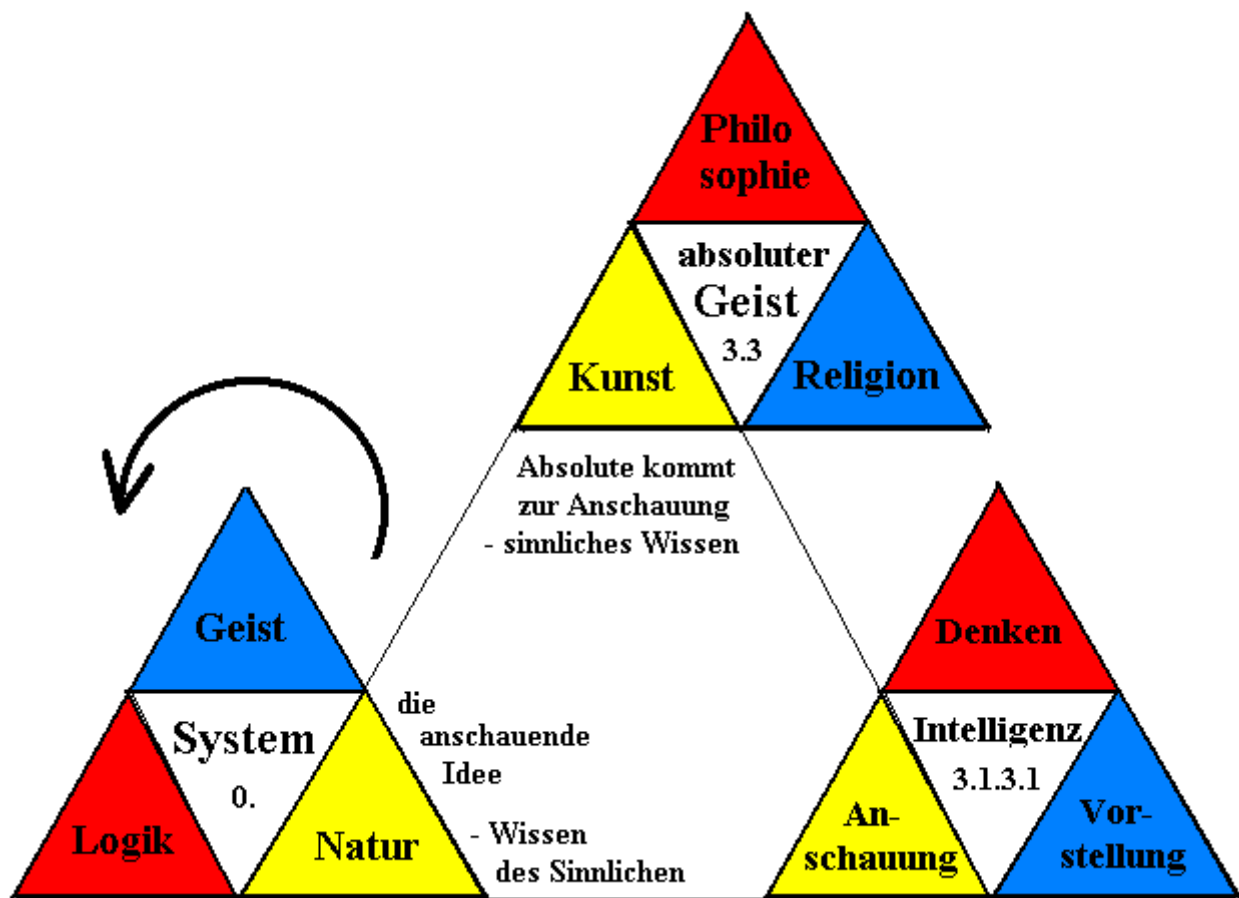 Philo
sophie
absoluter
Geist
3.3
Kunst
Religion
Absolute kommt
zur Anschauung
- sinnliches Wissen
Geist
System
0.
Logik
Natur
die
anschauende
Idee
- Wissen
des Sinnlichen
Denken
Intelligenz
3.1.3.1
An-
schauung
Vor-
stellung